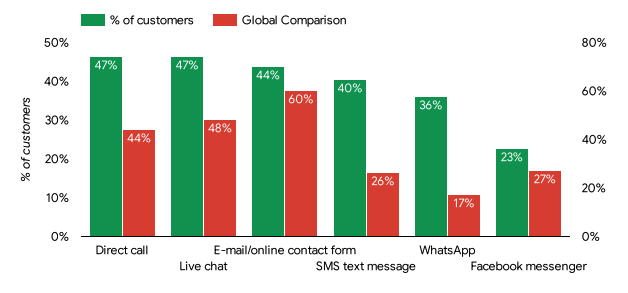 % of customers
Global Comparison
50%
40%
30%
20%
10%
0%
% of customers
80%
60%
40%
20%
0%
47%
44%
47%
48%
44%
60%
40%
26%
36%
17%
23%
27%
Direct call
Live chat
E-mail/online contact form
SMS text message
WhatsApp
Facebook messenger